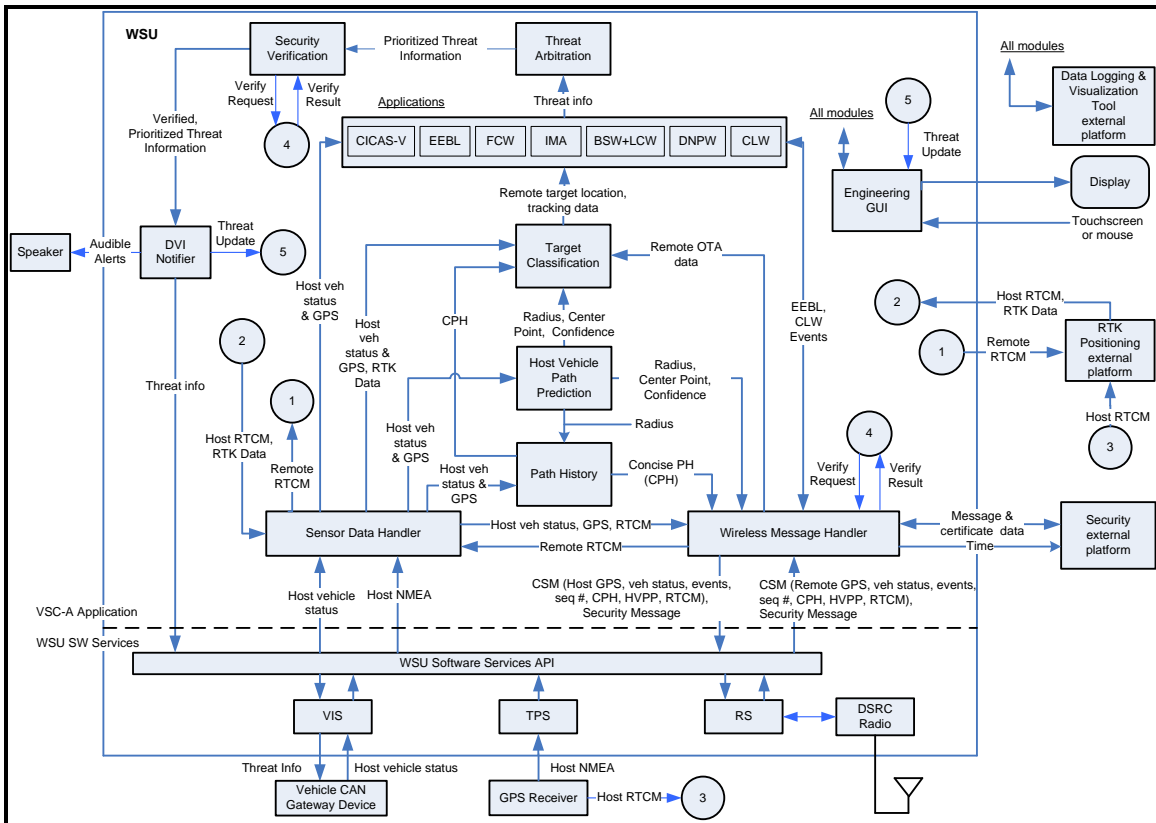 WSU
Security
Verification
Prioritized Threat
Information
Threat
Arbitration
All modules
Data Logging &
Visualization
Tool
external
platform
Verify
Request
Verify
Result
4
Applications
Threat info
5
Threat
Update
All modules
CICAS-V
EEBL
FCW
IMA
BSW+LCW
DNPW
CLW
Verified,
Prioritized Threat
Information
Engineering
GUI
Display
Touchscreen
or mouse
Remote target location,
tracking data
Speaker
Audible
Alerts
DVI
Notifier
Threat
Update
5
Target
Classification
Remote OTA
data
Host veh
status
& GPS
CPH
EEBL,
CLW
Events
2
Host RTCM,
RTK Data
Radius, Center
Point, Confidence
Host
veh
status &
GPS, RTK
Data
2
1
Remote
RTCM
RTK
Positioning
external
platform
Host Vehicle
Path
Prediction
Radius,
Center Point,
Confidence
Threat info
1
Host RTCM
3
Radius
Host veh
status
& GPS
4
Host RTCM,
RTK Data
Remote
RTCM
Host veh
status &
GPS
Path History
Concise PH
(CPH)
Verify
Request
Verify
Result
Sensor Data Handler
Host veh status, GPS, RTCM
Remote RTCM
Wireless Message Handler
Message &
certificate data
Time
Security
external
platform
Host vehicle
status
Host NMEA
CSM (Host GPS, veh status, events,
seq #, CPH, HVPP, RTCM),
Security Message
CSM (Remote GPS, veh status, events,
seq #, CPH, HVPP, RTCM),
Security Message
VSC-A Application
WSU SW Services
WSU Software Services API
VIS
TPS
RS
DSRC
Radio
Threat Info
Host vehicle status
Host NMEA
Vehicle CAN
Gateway Device
GPS Receiver
Host RTCM
3